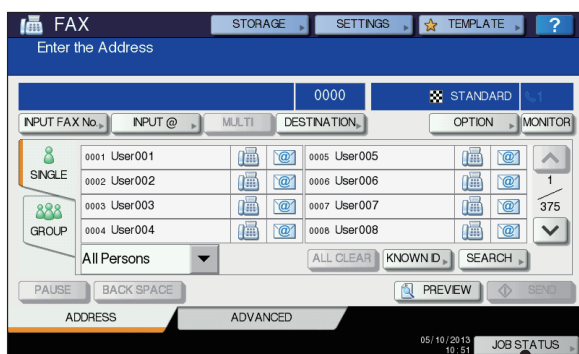 FAX STORAGE SETTINGS TEMPLATE ?
Enter the Address
0000 STANDARD 1
INPUT FAX No. INPUT @ MULTI DESTINATION OPTION MONITOR
SINGLE
GROUP
0001 User001 0005 User005
0002 User002 0006 User006
0003 User003 0007 User007
0004 User004 0008 User008
1
375
All Persons ALL CLEAR KNOWN ID SEARCH
PAUSE BACK SPACE PREVIEW SEND
ADDRESS ADVANCED
05/10/2013
10:51
JOB STATUS